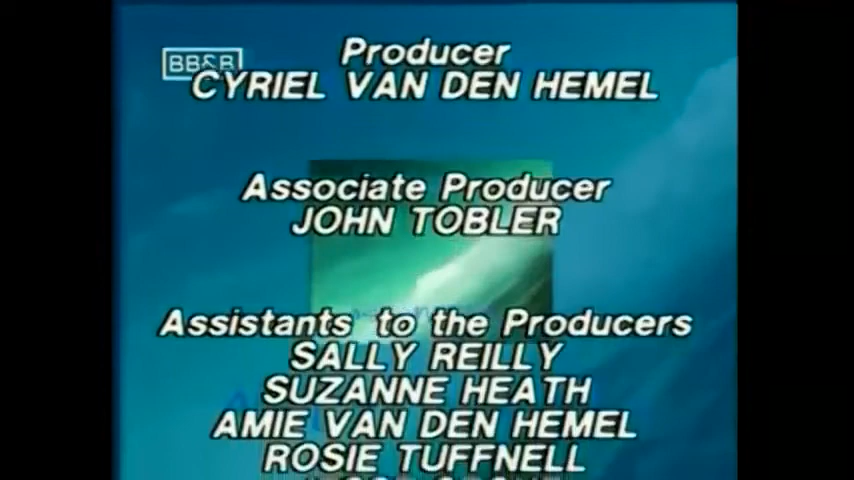 BB&B
Producer
CYRIEL VAN DEN HEMEL
Associate Producer
JOHN TOBLER
Assistants to the Producers
SALLY REILLY
SUZANNE HEATH
AMIE VAN DEN HEMEL
ROSIE TUFFNELL